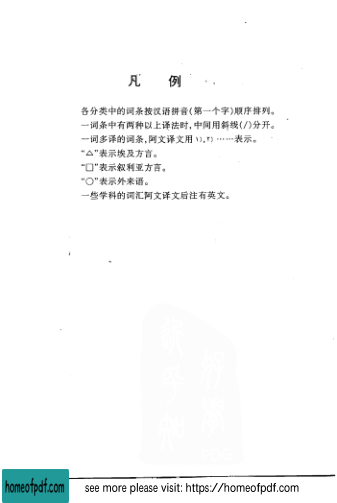 凡 例
各分类中的词条按汉语拼音(第一个字)顺序排列。
一词条中有两种以上译法时,中间用斜线(/)分开。
一词多译的词条,阿文译文用 ١)、٢) ……表示。
“△”表示埃及方言。
“□”表示叙利亚方言。
“○”表示外来语。
一些学科的词汇阿文译文后注有英文。
homeofpdf.com
see more please visit: https://homeofpdf.com